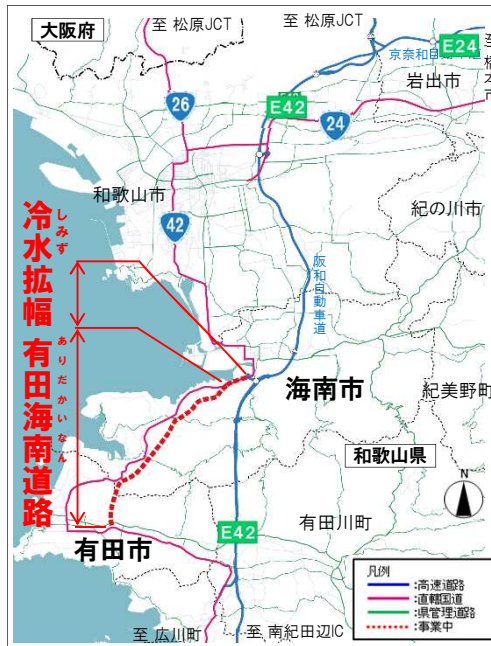 大阪府
至 松原JCT
至 松原JCT
京奈和自動車道
E24
至 橋本市
岩出市
26
E42
24
和歌山市
紀の川市
42
しみず
冷水拡幅
阪和自動車道
ありだかいなん
有田海南道路
海南市
紀美野町
和歌山県
N
有田川町
E42
有田市
凡例
:高速道路
:直轄国道
:県管理道路
:事業中
至 広川町
至 南紀田辺IC